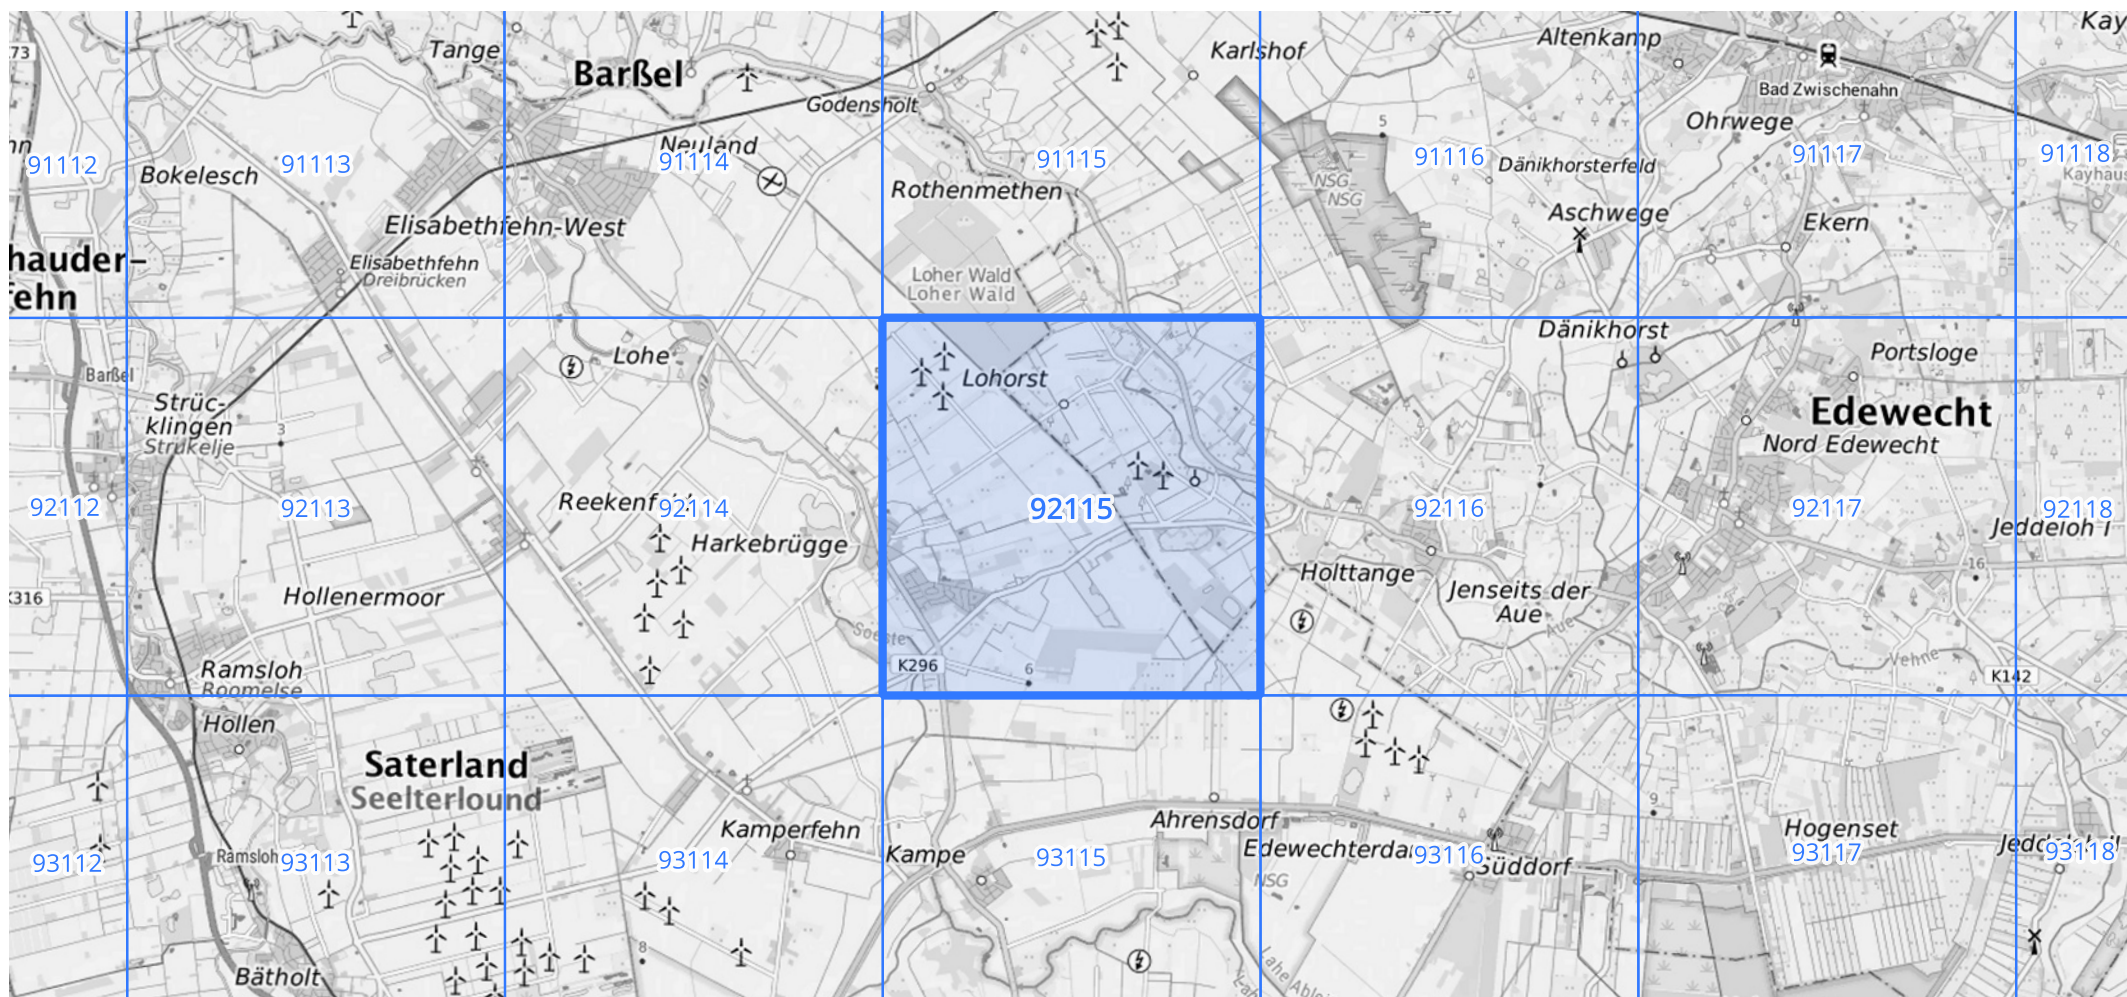 Kay
73
Tange
Karlshof
Altenkamp
Barßel
Bad Zwischenahn
Godensholt
Ohrwege
5
Neuland
91112
Bokelesch
91113
91114
91115
91116
Dänikhorsterfeld
91117
91118
Kayhaus
NSG
NSG
Rothenmethen
Aschwege
Elisabethfehn-West
Ekern
hauder-
fehn
Elisabethfehn
Dreibrücken
Loher Wald
Loher Wald
Dänikhorst
Lohe
Portsloge
Barßel
Lohorst
Strück-
klingen
Strukelje
3
Edewecht
Nord Edewecht
7
92112
92113
92114
92115
92116
92117
92118
Jeddeloh I
Harkebrügge
Holttange
16
K316
Hollenermoor
Jenseits der
Aue
Aue
Soeste
Vehne
K296
6
K142
Ramsloh
Roomelse
Hollen
Saterland
Seelterlound
9
Kamperfehn
Ahrensdorf
Hogenset
Kampe
93112
Ramsloh
93113
93114
93115
93116
93117
93118
Süddorf
NSG
8
Bätholt